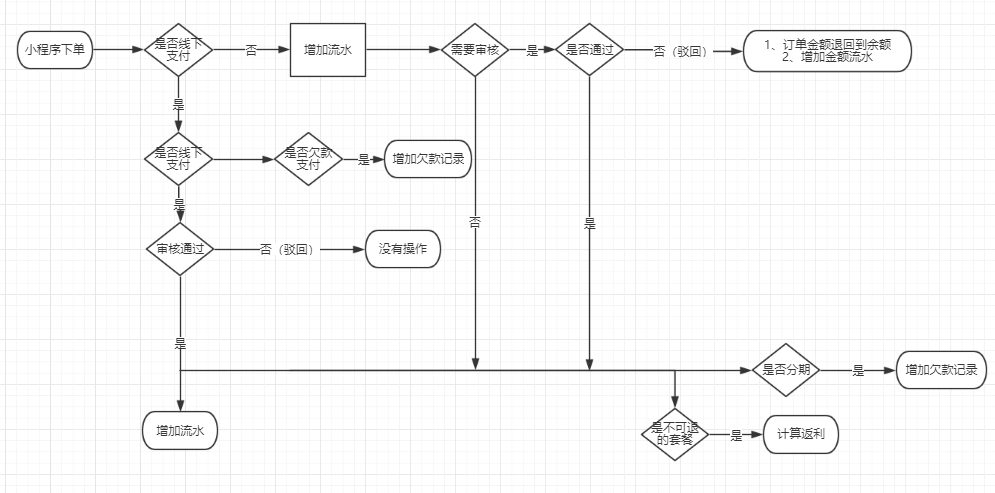 小程序下单
是否线下
支付
否
增加流水
需要审核
是
是否通过
否（驳回）
1、订单金额退回到余额
2、增加金额流水
是
是否线下
支付
是否欠款
支付
是
增加欠款记录
是
否
是
审核通过
否（驳回）
没有操作
是
是否分期
是
增加欠款记录
增加流水
是不可退
的套餐
是
计算返利